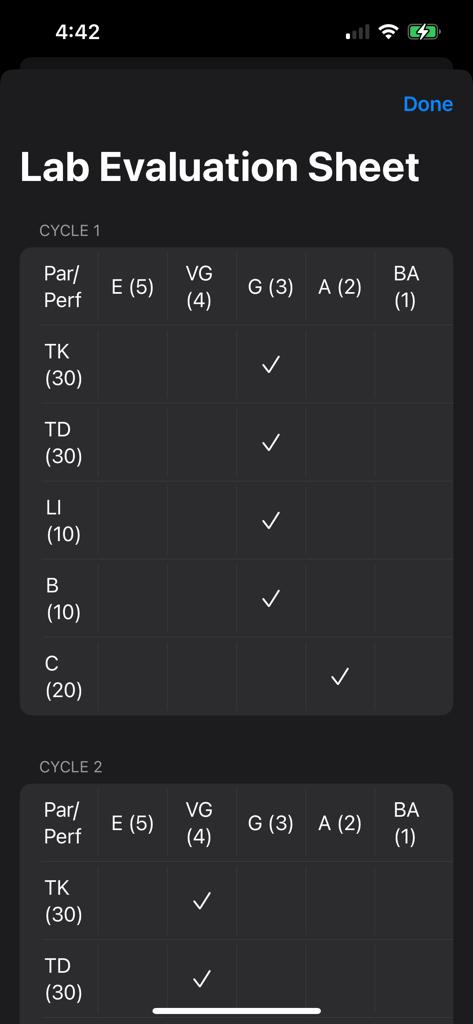 4:42
Done
Lab Evaluation Sheet
CYCLE 1
Par/
Perf
E (5)
VG
(4)
G (3)
A (2)
BA
(1)
TK
(30)
✓
TD
(30)
✓
LI
(10)
✓
B
(10)
✓
C
(20)
✓
CYCLE 2
Par/
Perf
E (5)
VG
(4)
G (3)
A (2)
BA
(1)
TK
(30)
✓
TD
(30)
✓